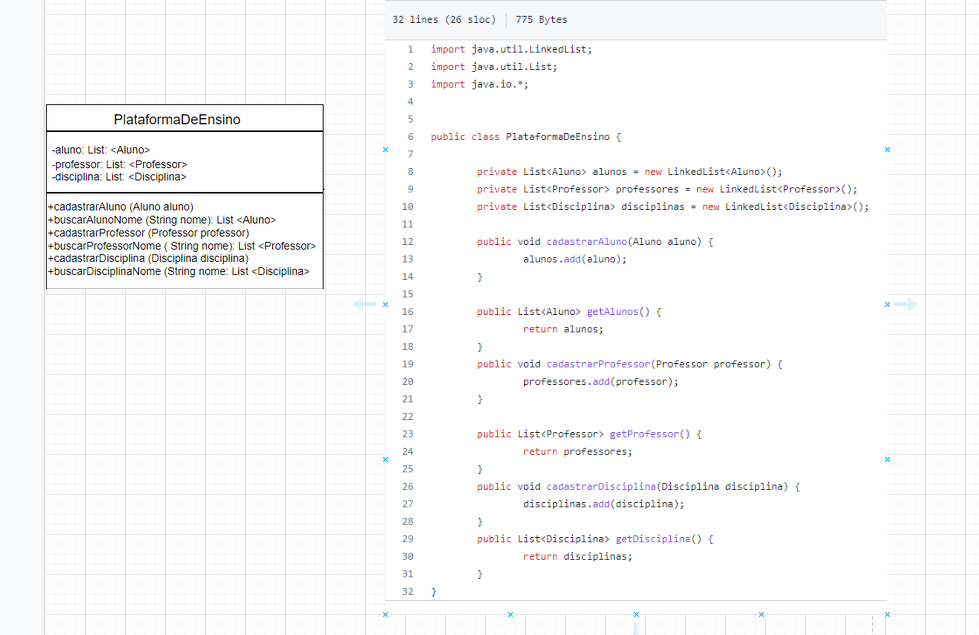 PlataformaDeEnsino
-aluno: List: <Aluno>
-professor: List: <Professor>
-disciplina: List: <Disciplina>
+cadastrarAluno (Aluno aluno)
+buscarAlunoNome (String nome): List <Aluno>
+cadastrarProfessor (Professor professor)
+buscarProfessorNome ( String nome): List <Professor>
+cadastrarDisciplina (Disciplina disciplina)
+buscarDisciplinaNome (String nome: List <Disciplina>
32 lines (26 sloc) 775 Bytes
1 import java.util.LinkedList;
2 import java.util.List;
3 import java.io.*;
4
5
6 public class PlataformaDeEnsino {
7
8 private List<Aluno> alunos = new LinkedList<Aluno>();
9 private List<Professor> professores = new LinkedList<Professor>();
10 private List<Disciplina> disciplinas = new LinkedList<Disciplina>();
11
12 public void cadastrarAluno(Aluno aluno) {
13 alunos.add(aluno);
14 }
15
16 public List<Aluno> getAlunos() {
17 return alunos;
18 }
19 public void cadastrarProfessor(Professor professor) {
20 professores.add(professor);
21 }
22
23 public List<Professor> getProfessor() {
24 return professores;
25 }
26 public void cadastrarDisciplina(Disciplina disciplina) {
27 disciplinas.add(disciplina);
28 }
29 public List<Disciplina> getDisciplina() {
30 return disciplinas;
31 }
32 }